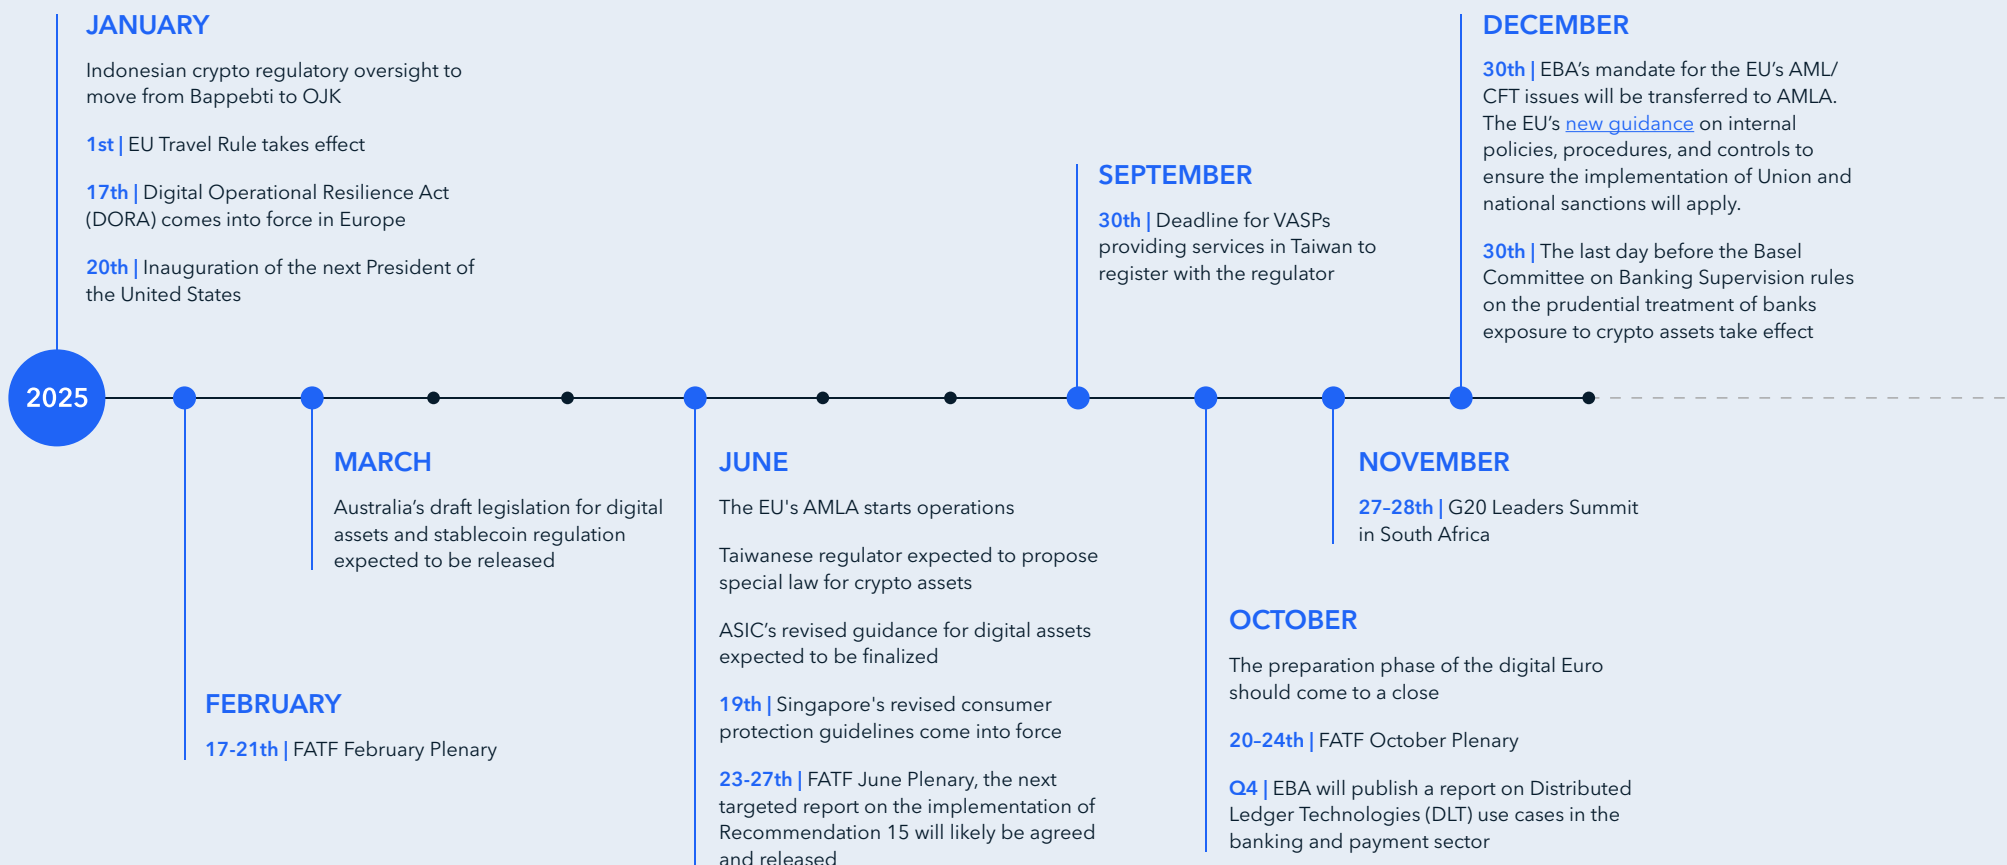 JANUARY
Indonesian crypto regulatory oversight to
move from Bappebti to OJK
1st | EU Travel Rule takes effect
17th | Digital Operational Resilience Act
(DORA) comes into force in Europe
20th | Inauguration of the next President of
the United States
SEPTEMBER
30th | Deadline for VASPs
providing services in Taiwan to
register with the regulator
DECEMBER
30th | EBA’s mandate for the EU’s AML/
CFT issues will be transferred to AMLA.
The EU’s new guidance on internal
policies, procedures, and controls to
ensure the implementation of Union and
national sanctions will apply.
30th | The last day before the Basel
Committee on Banking Supervision rules
on the prudential treatment of banks
exposure to crypto assets take effect
2025
FEBRUARY
17-21th | FATF February Plenary
MARCH
Australia’s draft legislation for digital
assets and stablecoin regulation
expected to be released
JUNE
The EU's AMLA starts operations
Taiwanese regulator expected to propose
special law for crypto assets
ASIC’s revised guidance for digital assets
expected to be finalized
19th | Singapore's revised consumer
protection guidelines come into force
23-27th | FATF June Plenary, the next
targeted report on the implementation of
Recommendation 15 will likely be agreed
and released
OCTOBER
The preparation phase of the digital Euro
should come to a close
20–24th | FATF October Plenary
Q4 | EBA will publish a report on Distributed
Ledger Technologies (DLT) use cases in the
banking and payment sector
NOVEMBER
27–28th | G20 Leaders Summit
in South Africa